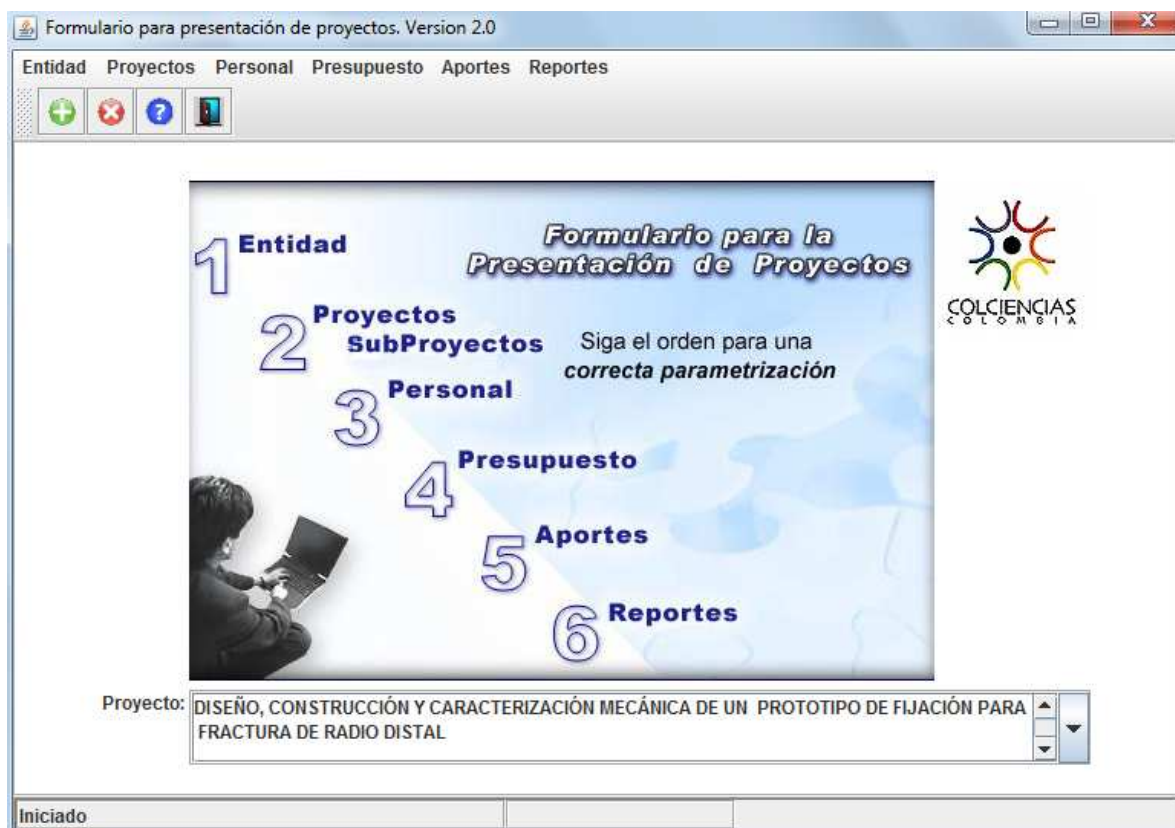 Formulario para presentación de proyectos. Version 2.0
Entidad Proyectos Personal Presupuesto Aportes Reportes
1 Entidad
Formulario para la
Presentación de Proyectos
COLCIENCIAS
COLOMBIA
2 Proyectos
SubProyectos
Siga el orden para una
correcta parametrización
3 Personal
4 Presupuesto
5 Aportes
6 Reportes
Proyecto: DISEÑO, CONSTRUCCIÓN Y CARACTERIZACIÓN MECÁNICA DE UN PROTOTIPO DE FIJACIÓN PARA
FRACTURA DE RADIO DISTAL
Iniciado